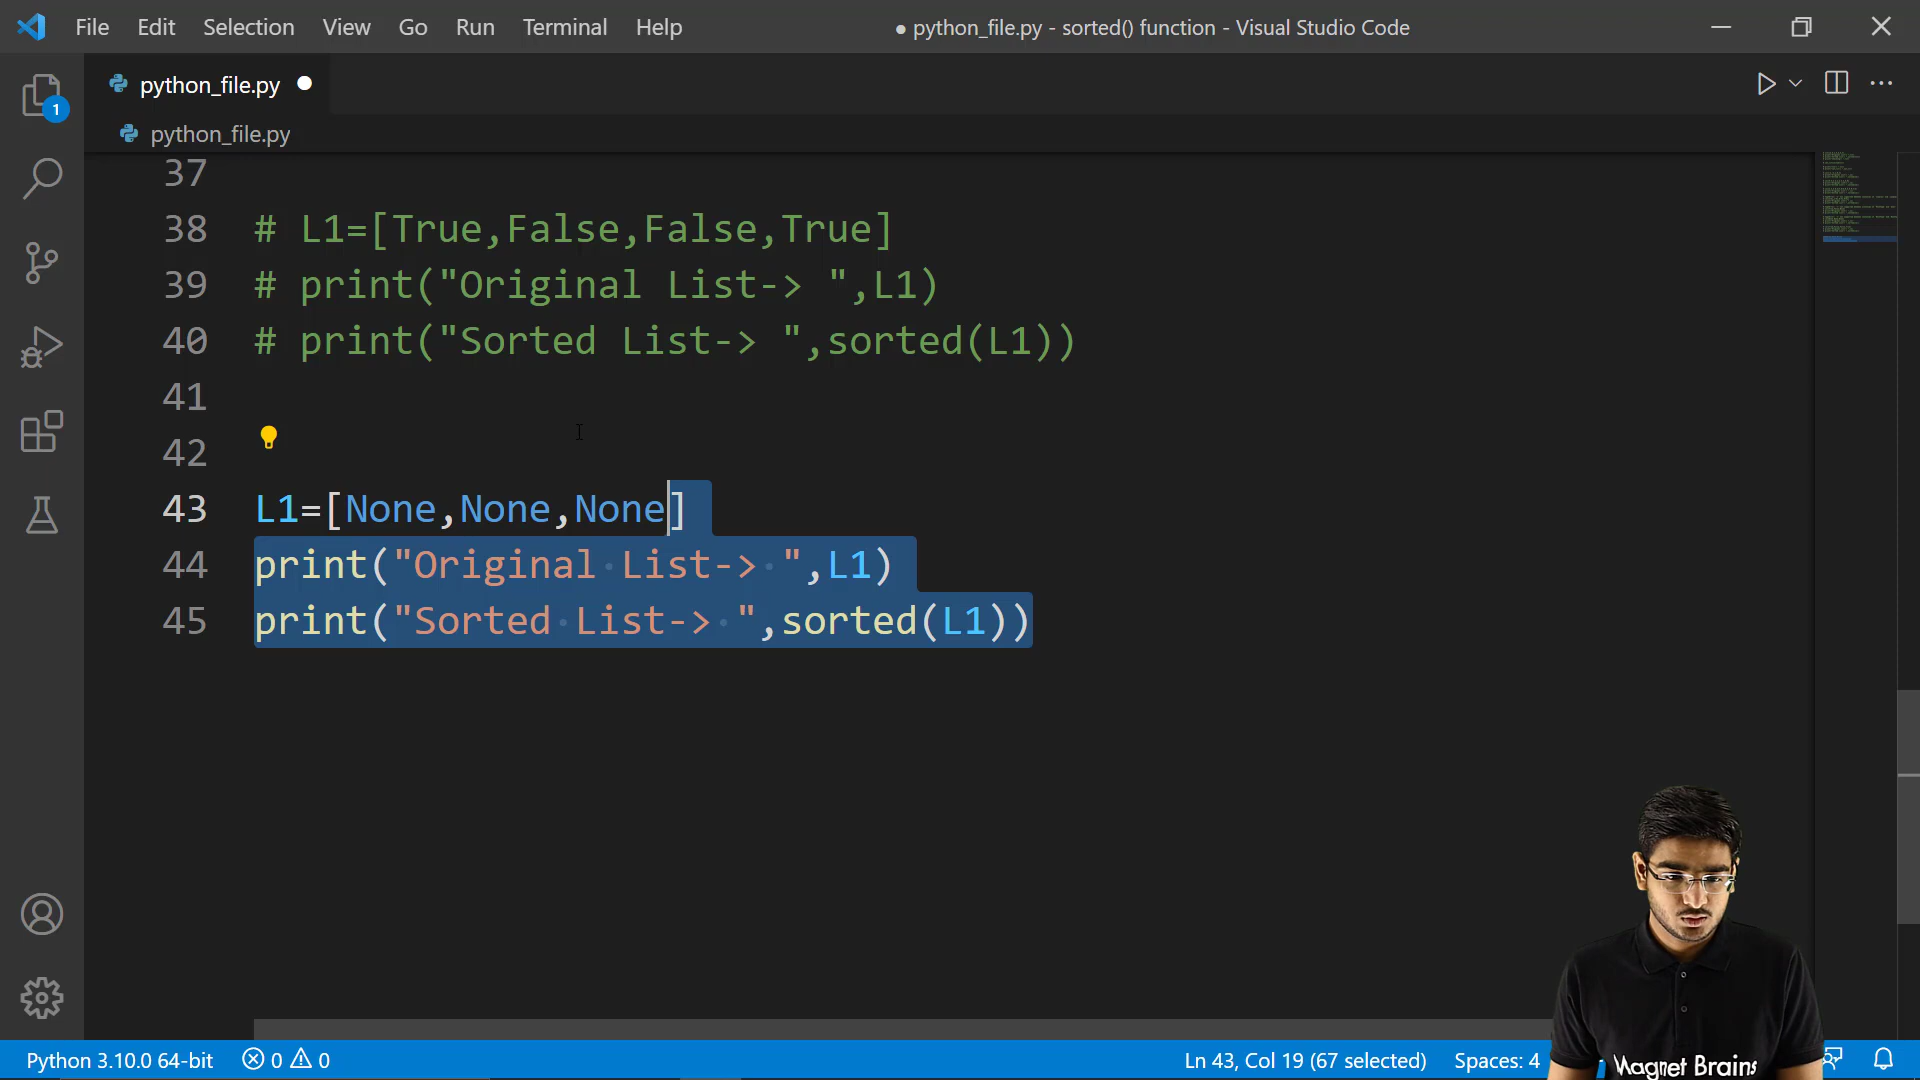 File Edit Selection View Go Run Terminal Help ● python_file.py - sorted() function - Visual Studio Code
python_file.py
1
python_file.py
37
38 # L1=[True,False,False,True]
39 # print("Original List-> ",L1)
40 # print("Sorted List-> ",sorted(L1))
41
42
43 L1=[None,None,None]
44 print("Original List-> ",L1)
45 print("Sorted List-> ",sorted(L1))
Python 3.10.0 64-bit 0 0 Ln 43, Col 19 (67 selected) Spaces: 4
Magnet Brains